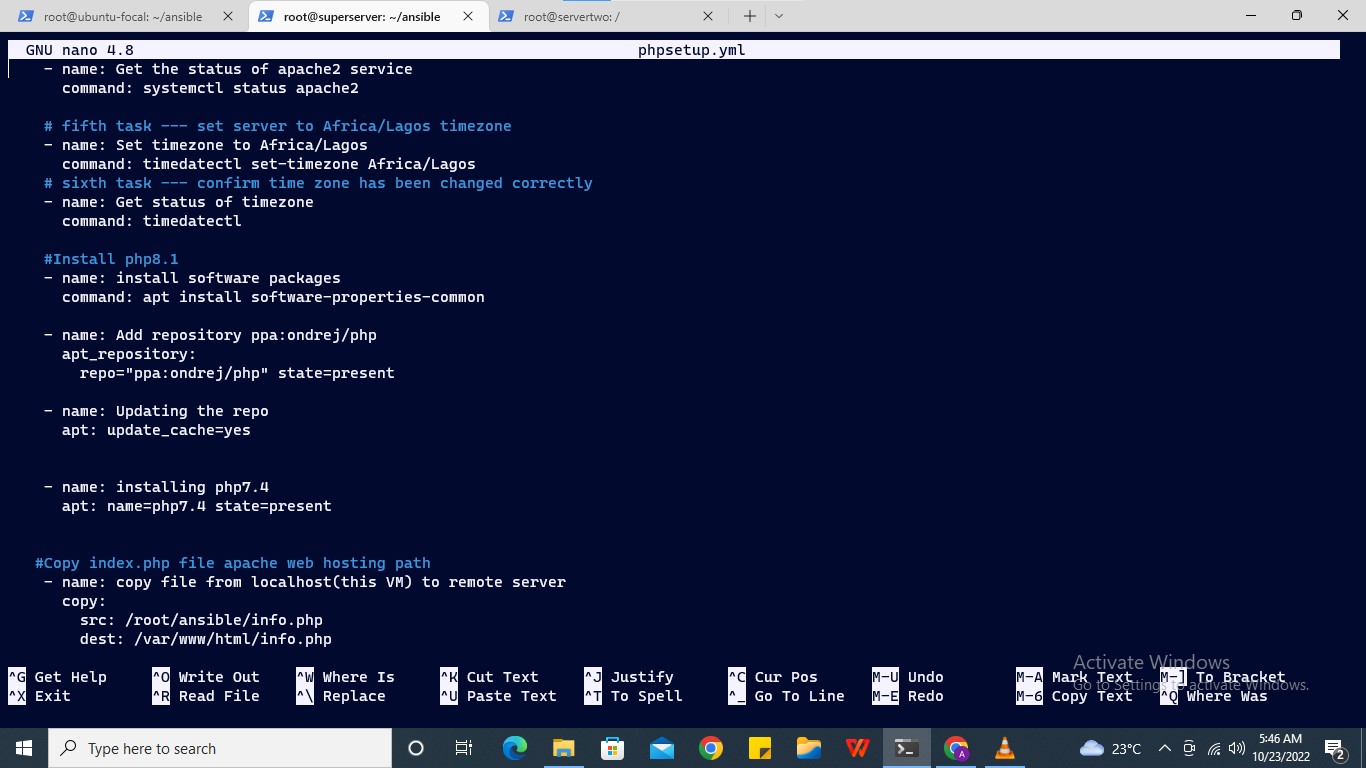 root@ubuntu-focal: ~/ansible
root@superserver: ~/ansible
root@servertwo: /
GNU nano 4.8 phpsetup.yml
- name: Get the status of apache2 service
command: systemctl status apache2
# fifth task --- set server to Africa/Lagos timezone
- name: Set timezone to Africa/Lagos
command: timedatectl set-timezone Africa/Lagos
# sixth task --- confirm time zone has been changed correctly
- name: Get status of timezone
command: timedatectl
#Install php8.1
- name: install software packages
command: apt install software-properties-common
- name: Add repository ppa:ondrej/php
apt_repository:
repo="ppa:ondrej/php" state=present
- name: Updating the repo
apt: update_cache=yes
- name: installing php7.4
apt: name=php7.4 state=present
#Copy index.php file apache web hosting path
- name: copy file from localhost(this VM) to remote server
copy:
src: /root/ansible/info.php
dest: /var/www/html/info.php
^G Get Help ^O Write Out ^W Where Is ^K Cut Text ^J Justify ^C Cur Pos M-U Undo M-A Mark Text M-] To Bracket
^X Exit ^R Read File ^\ Replace ^U Paste Text ^T To Spell ^_ Go To Line M-E Redo M-6 Copy Text ^Q Where Was
Activate Windows
Go to Settings to activate Windows.
Type here to search
A
23°C
5:46 AM
10/23/2022
2